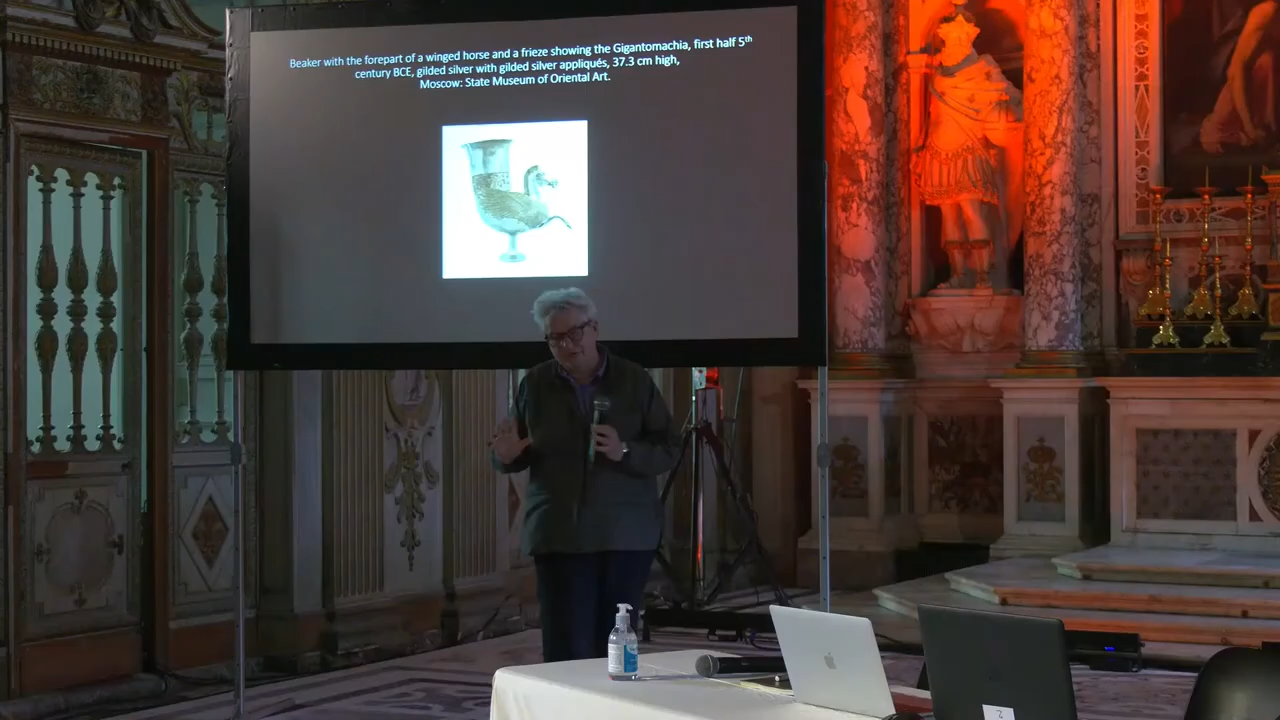 Beaker with the forepart of a winged horse and a frieze showing the Gigantomachia, first half 5th
century BCE, gilded silver with gilded silver appliqués, 37.3 cm high,
Moscow: State Museum of Oriental Art.